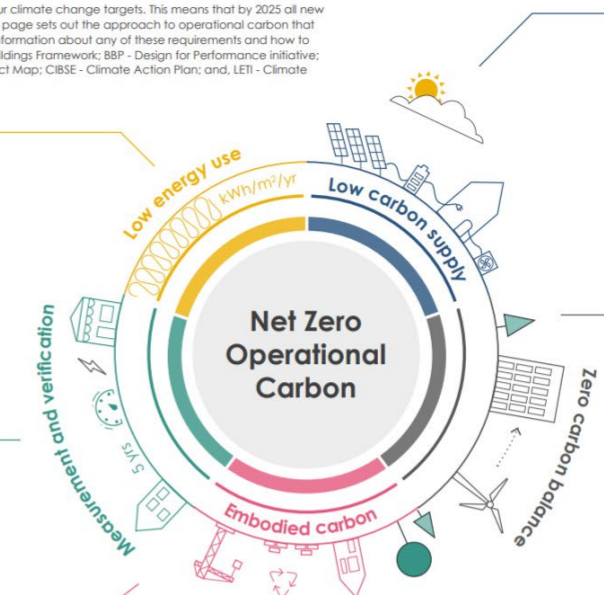 ur climate change targets. This means that by 2025 all new
page sets out the approach to operational carbon that
formation about any of these requirements and how to
ildings Framework; BBP - Design for Performance initiative;
ct Map; CIBSE - Climate Action Plan; and, LETI - Climate
Low energy use
kWh/m²/yr
Low carbon supply
Net Zero
Operational
Carbon
Measurement and verification
5 yrs
Zero carbon balance
Embodied carbon